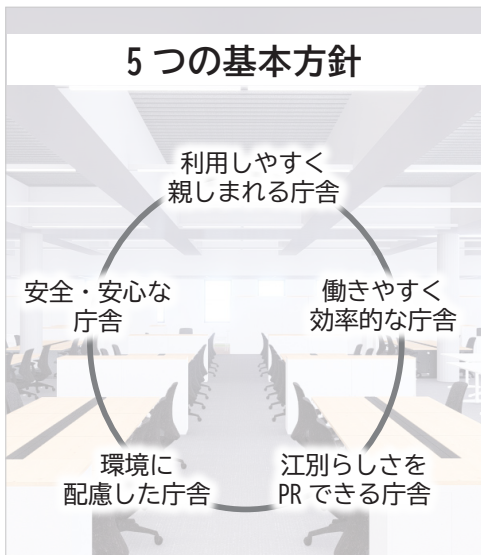 5つの基本方針
利用しやすく
親しまれる庁舎
働きやすく
効率的な庁舎
江別らしさを
PRできる庁舎
環境に
配慮した庁舎
安全・安心な
庁舎